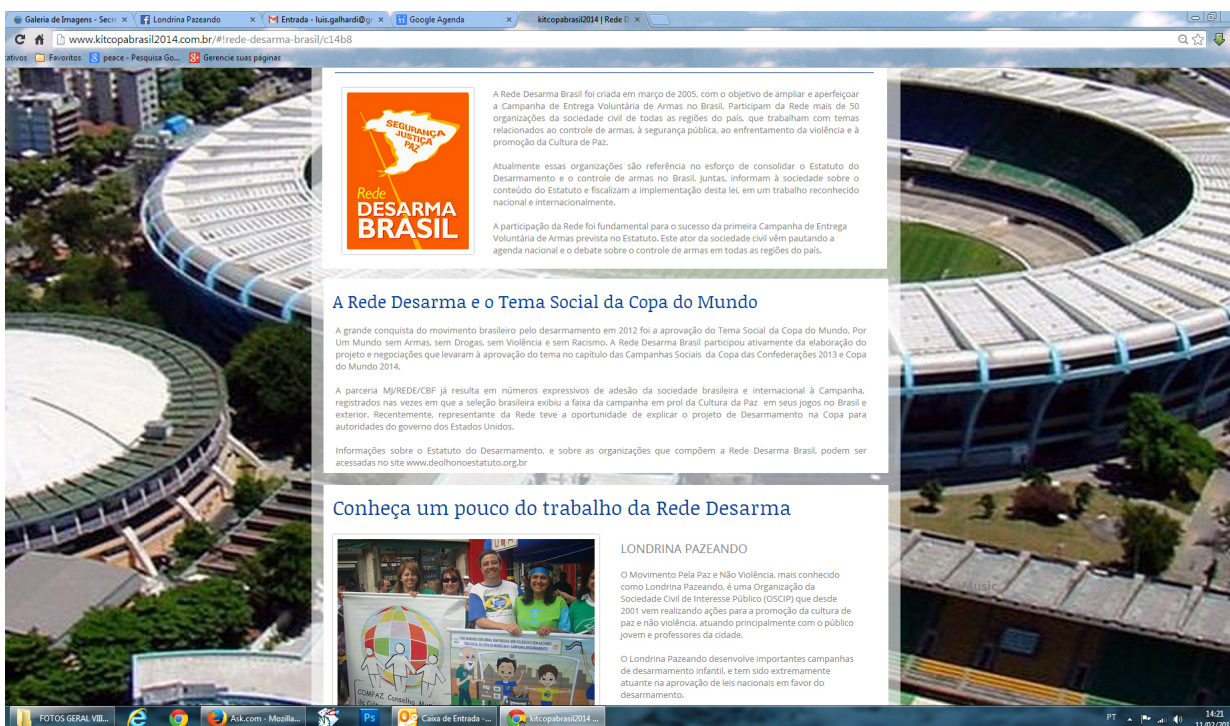 Galeria de Imagens - Secr
Londrina Pazeando
Entrada - luis.galhardi@g
Google Agenda
kitcopabrasil2014 | Rede D
www.kitcopabrasil2014.com.br/#!rede-desarma-brasil/c14b8
Favoritos
peace - Pesquisa Go...
Gerencie suas páginas
SEGURANÇA
JUSTIÇA
PAZ
Rede
DESARMA
BRASIL
A Rede Desarma Brasil foi criada em março de 2005, com o objetivo de ampliar e aperfeiçoar
a Campanha de Entrega Voluntária de Armas no Brasil. Participam da Rede mais de 50
organizações da sociedade civil de todas as regiões do país, que trabalham com temas
relacionados ao controle de armas, à segurança pública, ao enfrentamento da violência e à
promoção da Cultura de Paz.
Atualmente essas organizações são referência no esforço de consolidar o Estatuto do
Desarmamento e o controle de armas no Brasil. Juntas, informam à sociedade sobre o
conteúdo do Estatuto e fiscalizam a implementação desta lei, em um trabalho reconhecido
nacional e internacionalmente.
A participação da Rede foi fundamental para o sucesso da primeira Campanha de Entrega
Voluntária de Armas prevista no Estatuto. Este ator da sociedade civil vêm pautando a
agenda nacional e o debate sobre o controle de armas em todas as regiões do país.
A Rede Desarma e o Tema Social da Copa do Mundo
A grande conquista do movimento brasileiro pelo desarmamento em 2012 foi a aprovação do Tema Social da Copa do Mundo, Por
Um Mundo sem Armas, sem Drogas, sem Violência e sem Racismo. A Rede Desarma Brasil participou ativamente da elaboração do
projeto e negociações que levaram à aprovação do tema no capítulo das Campanhas Sociais da Copa das Confederações 2013 e Copa
do Mundo 2014.
A parceria MJ/REDE/CBF já resulta em números expressivos de adesão da sociedade brasileira e internacional à Campanha,
registrados nas vezes em que a seleção brasileira exibiu a faixa da campanha em prol da Cultura da Paz em seus jogos no Brasil e
exterior. Recentemente, representante da Rede teve a oportunidade de explicar o projeto de Desarmamento na Copa para
autoridades do governo dos Estados Unidos.
Informações sobre o Estatuto do Desarmamento, e sobre as organizações que compõem a Rede Desarma Brasil, podem ser
acessadas no site www.deolhonoestatuto.org.br
Conheça um pouco do trabalho da Rede Desarma
COMPAZ Conselho
LONDRINA PAZEANDO
O Movimento Pela Paz e Não Violência, mais conhecido
como Londrina Pazeando, é uma Organização da
Sociedade Civil de Interesse Público (OSCIP) que desde
2001 vem realizando ações para a promoção da cultura de
paz e não violência, atuando principalmente com o público
jovem e professores da cidade.
O Londrina Pazeando desenvolve importantes campanhas
de desarmamento infantil, e tem sido extremamente
atuante na aprovação de leis nacionais em favor do
desarmamento.
Music
FOTOS GERAL VIII...
Ask.com - Mozilla...
Ps
Caixa de Entrada -...
kitcopabrasil2014 ...
PT
14:21